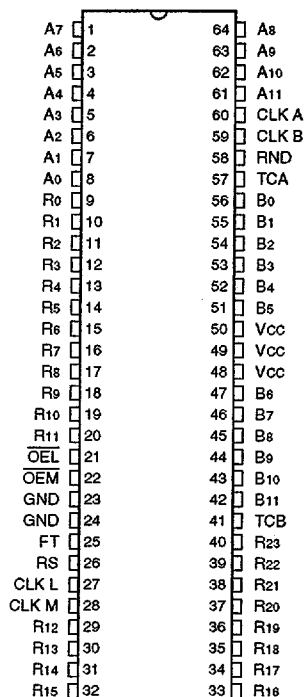 A7 1 64 A8
A6 2 63 A9
A5 3 62 A10
A4 4 61 A11
A3 5 60 CLK A
A2 6 59 CLK B
A1 7 58 RND
A0 8 57 TCA
R0 9 56 B0
R1 10 55 B1
R2 11 54 B2
R3 12 53 B3
R4 13 52 B4
R5 14 51 B5
R6 15 50 VCC
R7 16 49 VCC
R8 17 48 VCC
R9 18 47 B6
R10 19 46 B7
R11 20 45 B8
OEL 21 44 B9
OEM 22 43 B10
GND 23 42 B11
GND 24 41 TCB
FT 25 40 R23
RS 26 39 R22
CLK L 27 38 R21
CLK M 28 37 R20
R12 29 36 R19
R13 30 35 R18
R14 31 34 R17
R15 32 33 R16